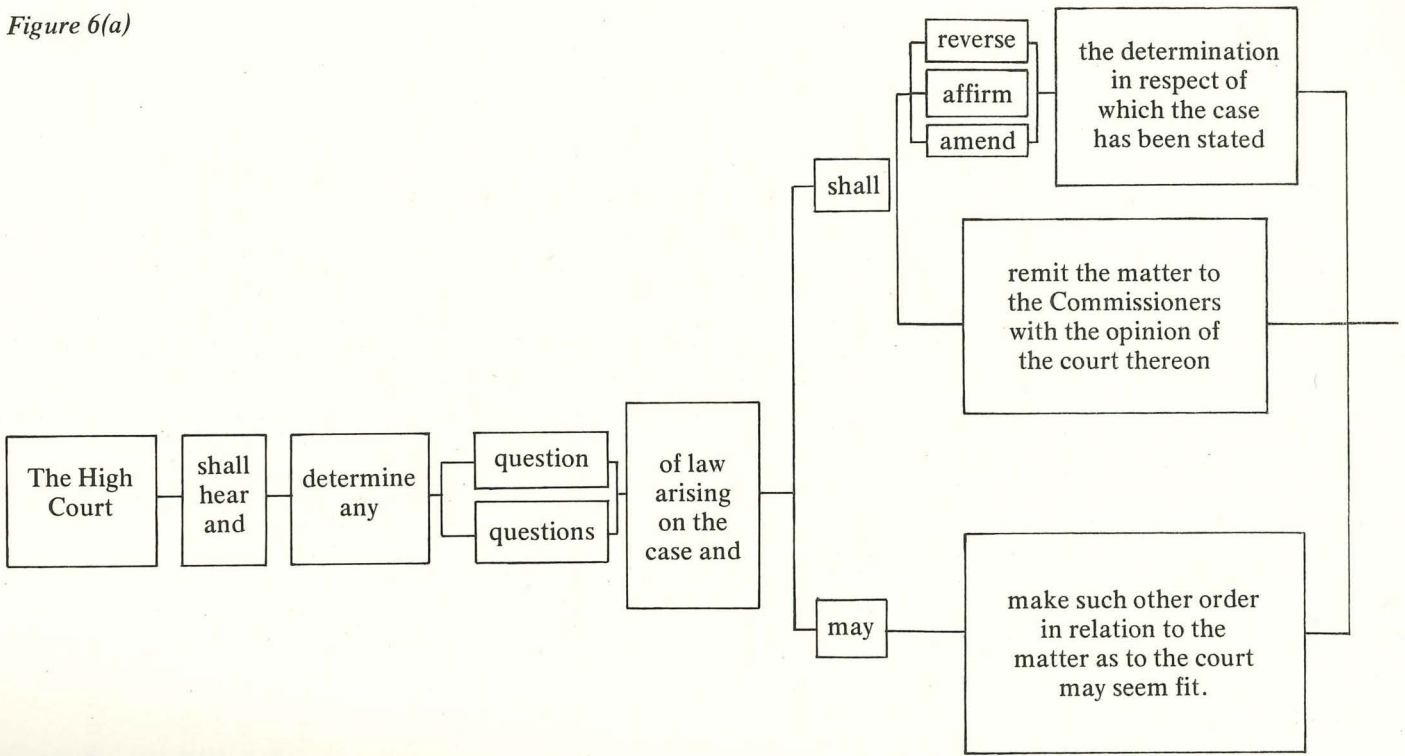 Figure 6(a)
The High
Court
shall
hear
and
determine
any
question
questions
of law
arising
on the
case and
shall
reverse
affirm
amend
the determination
in respect of
which the case
has been stated
remit the matter to
the Commissioners
with the opinion of
the court thereon
may
make such other order
in relation to the
matter as to the court
may seem fit.